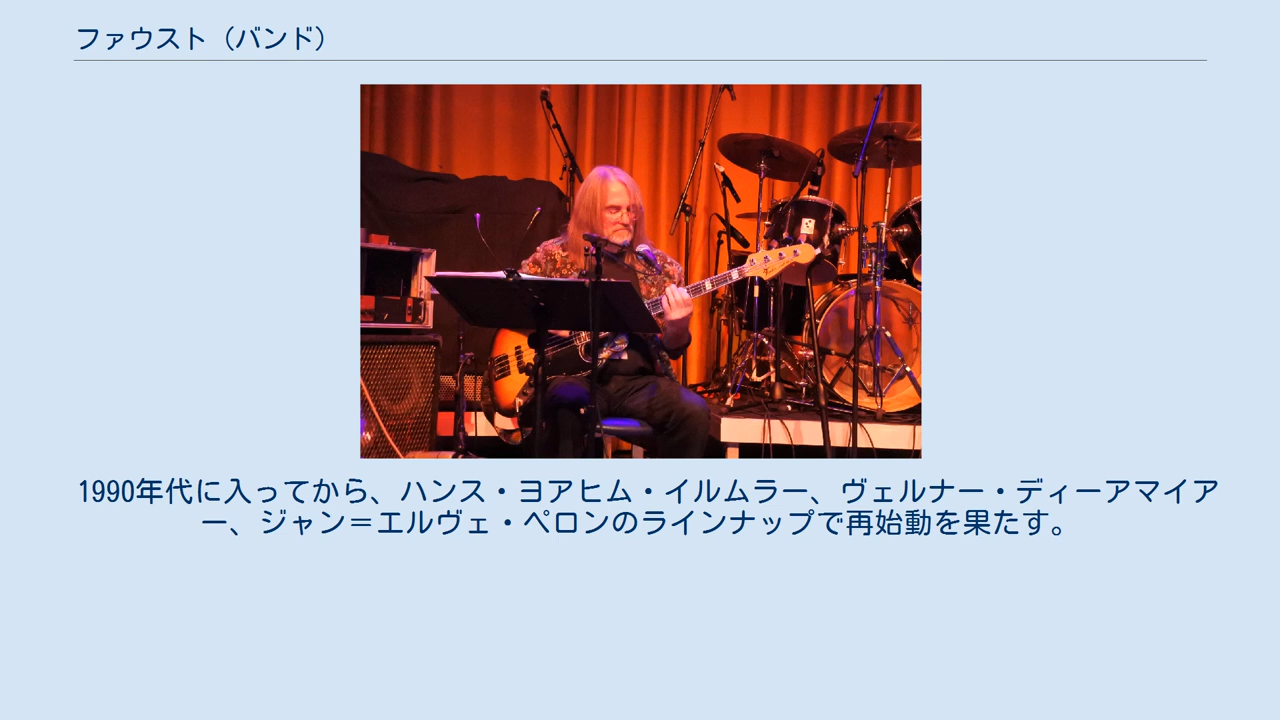 ファウスト（バンド）
1990年代に入ってから、ハンス・ヨアヒム・イルムラー、ヴェルナー・ディーアマイア
ー、ジャン＝エルヴェ・ペロンのラインナップで再始動を果たす。